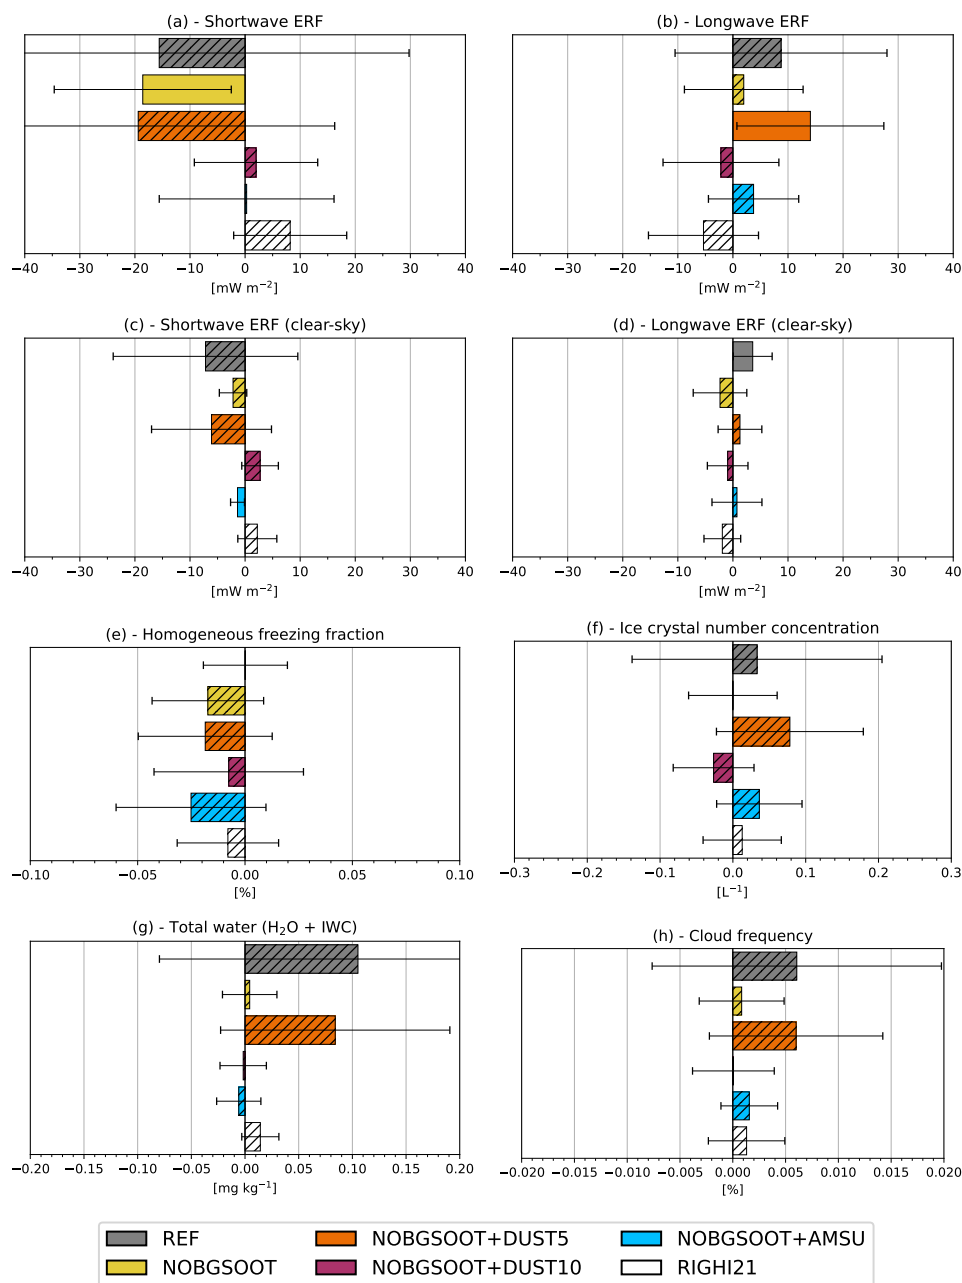 (a) - Shortwave ERF
(b) - Longwave ERF
−40 −30 −20 −10 0 10 20 30 40
−40 −30 −20 −10 0 10 20 30 40
[mW m⁻²]
[mW m⁻²]
(c) - Shortwave ERF (clear-sky)
(d) - Longwave ERF (clear-sky)
−40 −30 −20 −10 0 10 20 30 40
−40 −30 −20 −10 0 10 20 30 40
[mW m⁻²]
[mW m⁻²]
(e) - Homogeneous freezing fraction
(f) - Ice crystal number concentration
−0.10 −0.05 0.00 0.05 0.10
−0.3 −0.2 −0.1 0.0 0.1 0.2 0.3
[%]
[L⁻¹]
(g) - Total water (H₂O + IWC)
(h) - Cloud frequency
−0.20 −0.15 −0.10 −0.05 0.00 0.05 0.10 0.15 0.20
−0.020 −0.015 −0.010 −0.005 0.000 0.005 0.010 0.015 0.020
[mg kg⁻¹]
[%]
REF NOBGSOOT+DUST5 NOBGSOOT+AMSU
NOBGSOOT NOBGSOOT+DUST10 RIGHI21